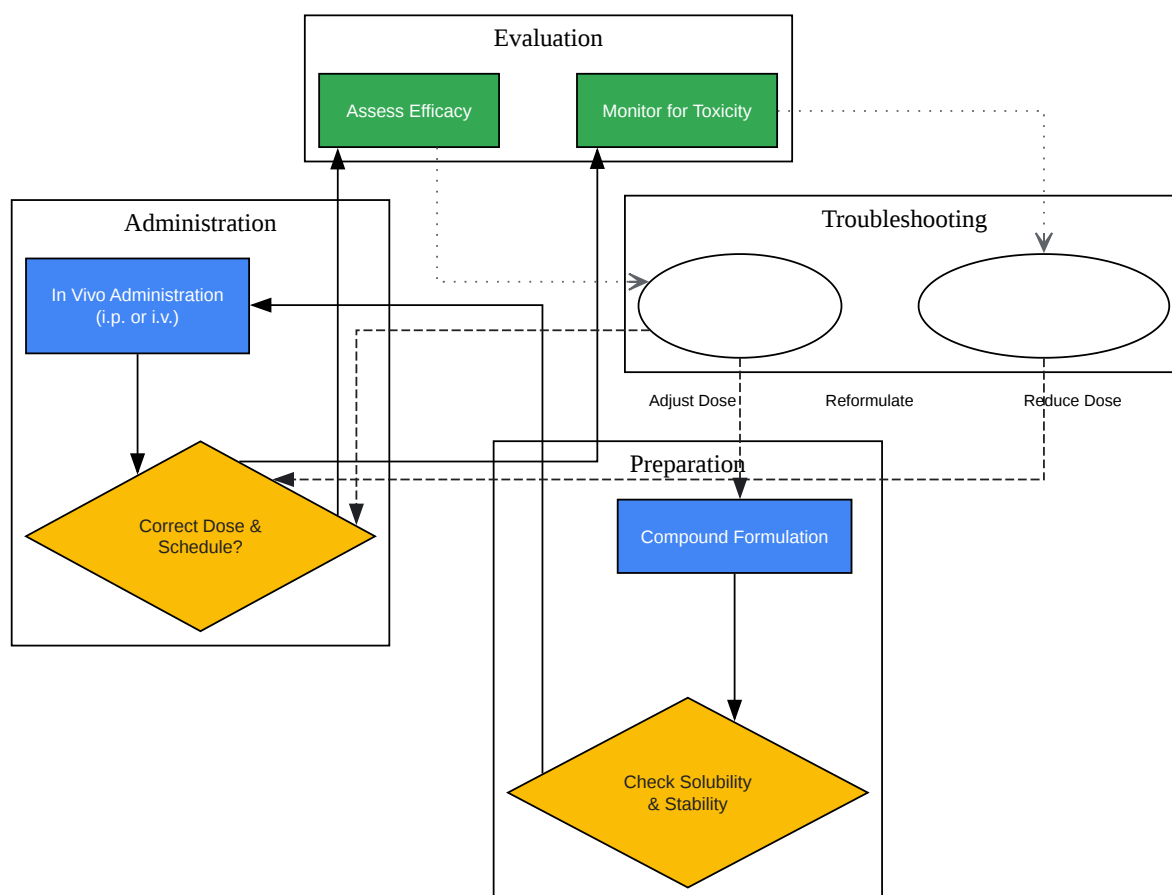 Evaluation
Assess Efficacy
Monitor for Toxicity
Administration
Troubleshooting
In Vivo Administration
(i.p. or i.v.)
Adjust Dose
Reformulate
Reduce Dose
Preparation
Correct Dose &
Schedule?
Compound Formulation
Check Solubility
& Stability